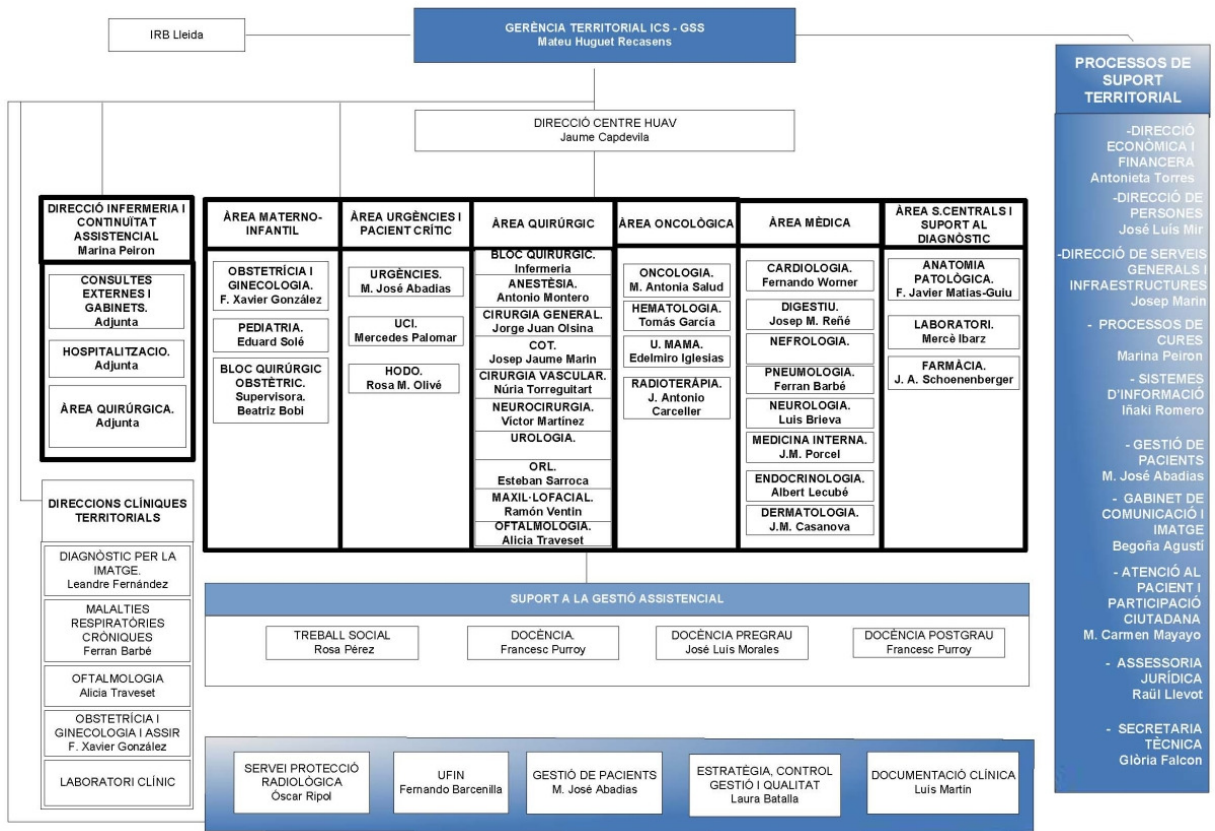 IRB Lleida
GERÈNCIA TERRITORIAL ICS - GSS
Mateu Huguet Recasens
DIRECCIÓ CENTRE HUAV
Jaume Capdevila
DIRECCIÓ INFERMERIA I
CONTINUÏTAT
ASSISTENCIAL
Marina Peiron
CONSULTES
EXTERNES I
GABINETS.
Adjunta
HOSPITALITZACIO.
Adjunta
ÀREA QUIRÚRGICA.
Adjunta
ÀREA MATERNO-
INFANTIL
OBSTETRÍCIA I
GINECOLOGIA.
F. Xavier González
PEDIATRIA.
Eduard Solé
BLOC QUIRÚRGIC
OBSTÈTRIC.
Supervisora.
Beatriz Bobi
ÀREA URGÈNCIES I
PACIENT CRÍTIC
URGÈNCIES.
M. José Abadias
UCI.
Mercedes Palomar
HODO.
Rosa M. Olivé
ÀREA QUIRÚRGIC
BLOC QUIRÚRGIC.
Infermeria
ANESTÈSIA.
Antonio Montero
CIRURGIA GENERAL.
Jorge Juan Olsina
COT.
Josep Jaume Marin
CIRURGIA VASCULAR.
Núria Torreguitart
NEUROCIRURGIA.
Víctor Martínez
UROLOGIA.
ORL.
Esteban Sarroca
MAXIL·LOFACIAL.
Ramón Ventin
OFTALMOLOGIA.
Alicia Traveset
ÀREA ONCOLÒGICA
ONCOLOGIA.
M. Antonia Salud
HEMATOLOGIA.
Tomás García
U. MAMA.
Edelmiro Iglesias
RADIOTERÀPIA.
J. Antonio
Carceller
ÀREA MÈDICA
CARDIOLOGIA.
Fernando Worner
DIGESTIU.
Josep M. Reñé
NEFROLOGIA.
PNEUMOLOGIA.
Ferran Barbé
NEUROLOGIA.
Luis Brieva
MEDICINA INTERNA.
J.M. Porcel
ENDOCRINOLOGIA.
Albert Lecubé
DERMATOLOGIA.
J.M. Casanova
ÀREA S.CENTRALS I
SUPORT AL
DIAGNÒSTIC
ANATOMIA
PATOLÒGICA.
F. Javier Matias-Guiu
LABORATORI.
Mercè Ibarz
FARMÀCIA.
J. A. Schoenenberger
DIRECCIONS CLÍNIQUES
TERRITORIALS
DIAGNÒSTIC PER LA
IMATGE.
Leandre Fernández
MALALTIES
RESPIRATÒRIES
CRÒNIQUES
Ferran Barbé
OFTALMOLOGIA
Alicia Traveset
OBSTETRÍCIA I
GINECOLOGIA I ASSIR
F. Xavier González
LABORATORI CLÍNIC
SUPORT A LA GESTIÓ ASSISTENCIAL
TREBALL SOCIAL
Rosa Pérez
DOCÈNCIA.
Francesc Purroy
DOCÈNCIA PREGRAU
José Luís Morales
DOCÈNCIA POSTGRAU
Francesc Purroy
SERVEI PROTECCIÓ
RADIOLÒGICA
Òscar Ripol
UFIN
Fernando Barcenilla
GESTIÓ DE PACIENTS
M. José Abadias
ESTRATÈGIA, CONTROL
GESTIÓ I QUALITAT
Laura Batalla
DOCUMENTACIÓ CLÍNICA
Luis Martín
PROCESSOS DE
SUPORT
TERRITORIAL
-DIRECCIÓ
ECONÒMICA I
FINANCERA
Antonieta Torres
-DIRECCIÓ DE
PERSONES
José Luís Mir
-DIRECCIÓ DE SERVEIS
GENERALS I
INFRAESTRUCTURES
Josep Marin
- PROCESSOS DE
CURES
Marina Peiron
- SISTEMES
D'INFORMACIÓ
Iñaki Romero
- GESTIÓ DE
PACIENTS
M. José Abadias
- GABINET DE
COMUNICACIÓ I
IMATGE
Begoña Agustí
- ATENCIÓ AL
PACIENT I
PARTICIPACIÓ
CIUTADANA
M. Carmen Mayayo
- ASSESSORIA
JURÍDICA
Raül Llevot
- SECRETARIA
TÈCNICA
Glòria Falcon